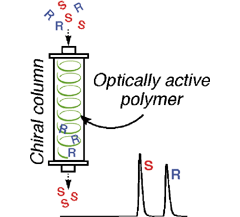 R S S
R R S
Chiral column
Optically active
polymer
R
R R
R
S
S S
S
S
R